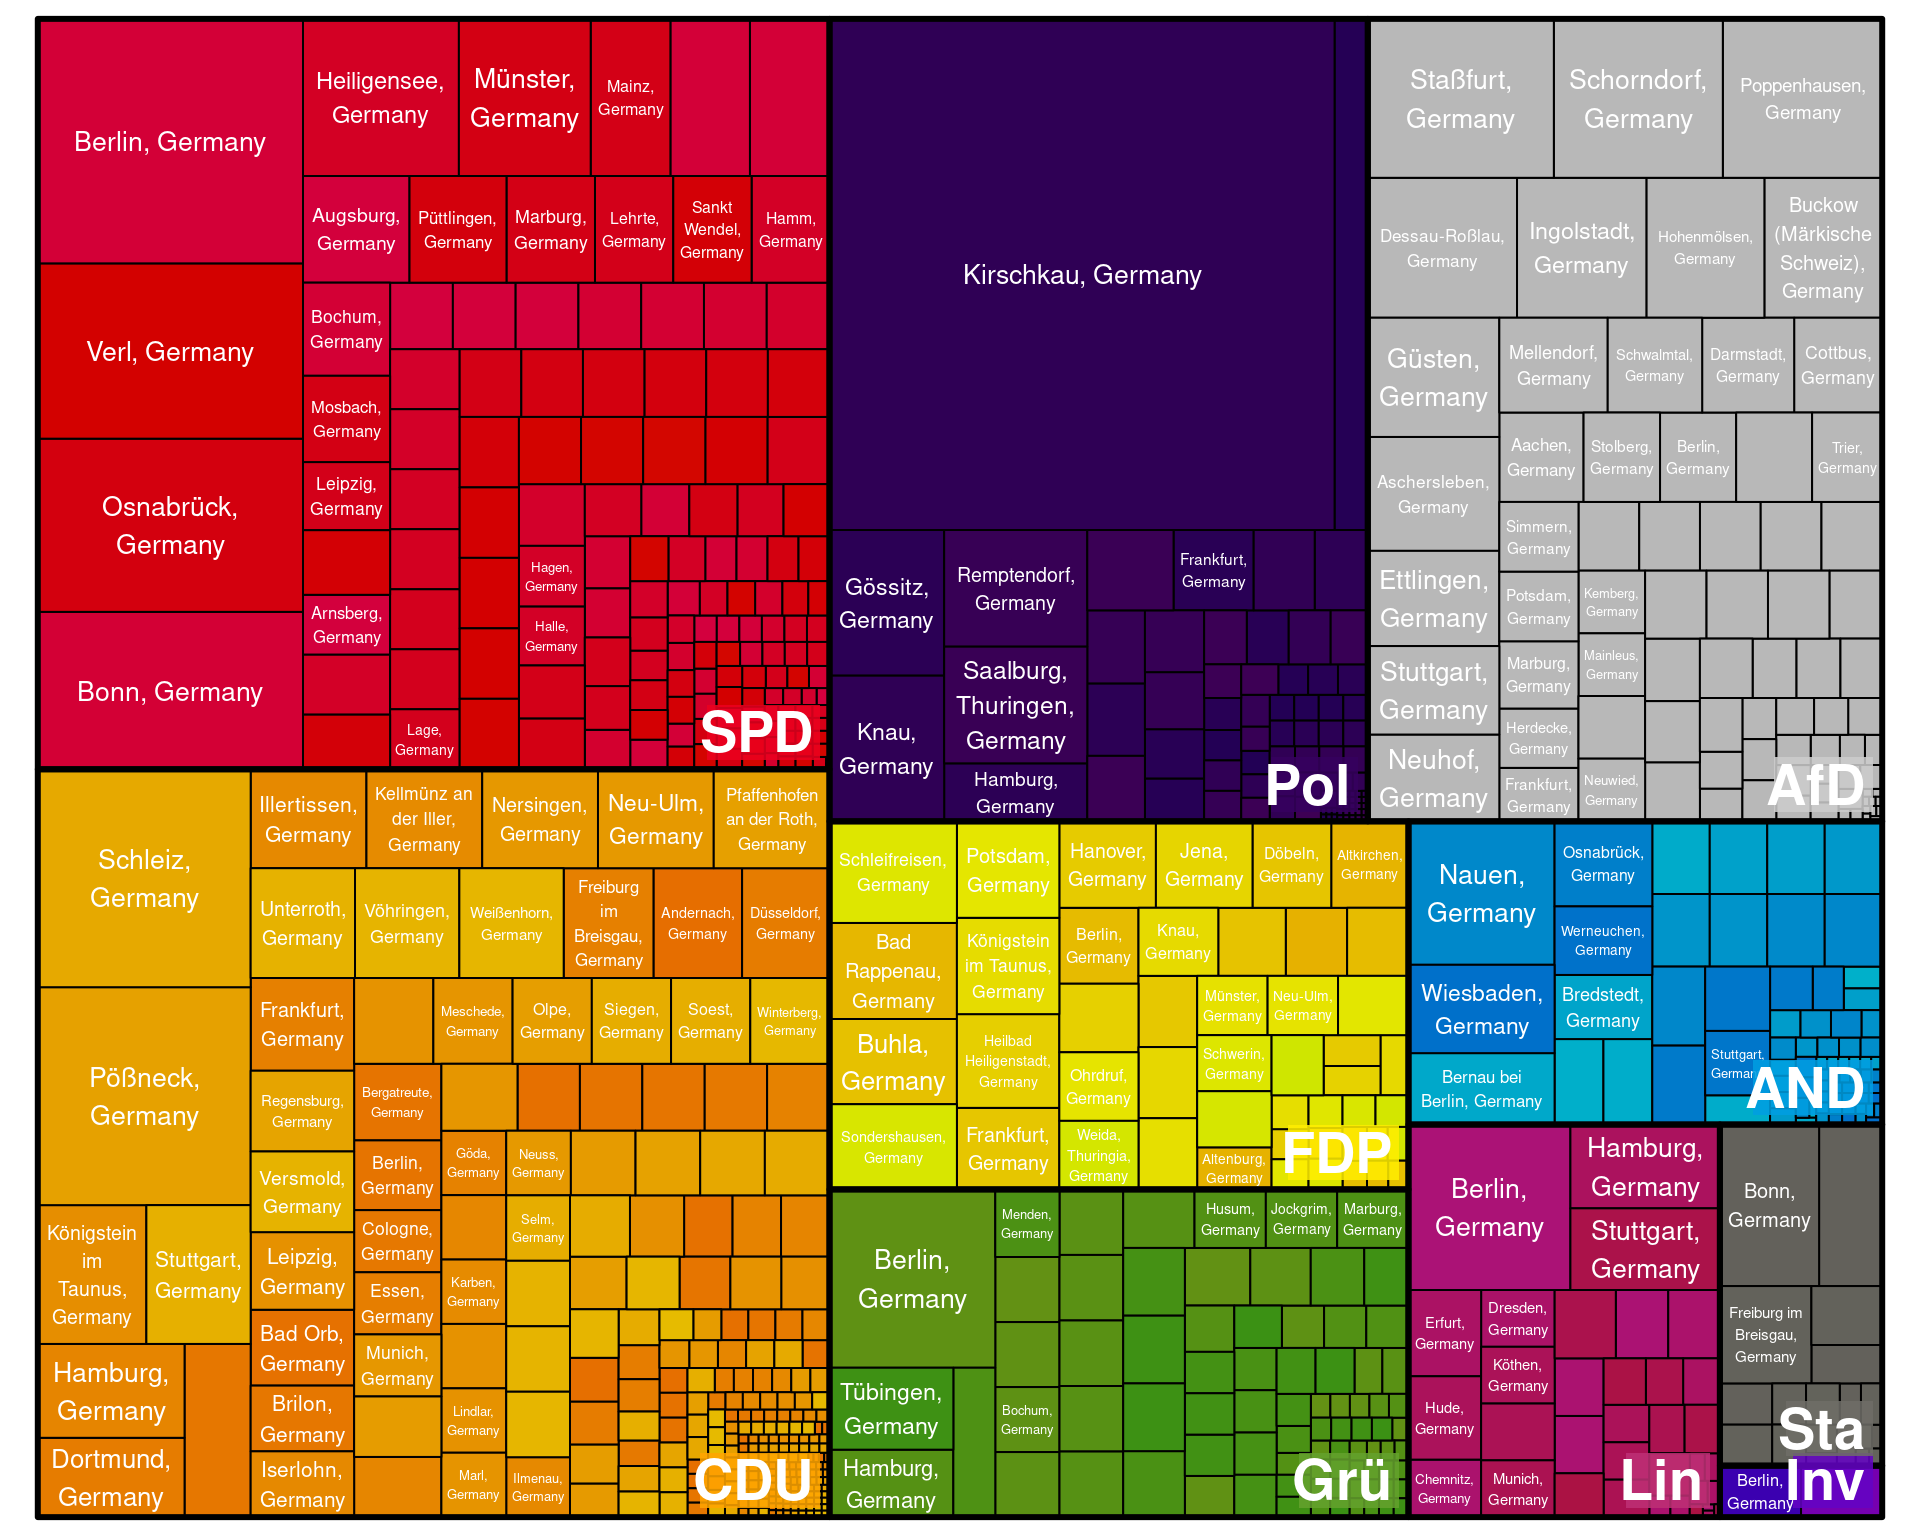 Berlin, Germany
Verl, Germany
Osnabrück,
Germany
Bonn, Germany
Heiligensee,
Germany
Münster,
Germany
Mainz,
Germany
Augsburg,
Germany
Püttlingen,
Germany
Marburg,
Germany
Lehrte,
Germany
Sankt
Wendel,
Germany
Hamm,
Germany
Bochum,
Germany
Mosbach,
Germany
Leipzig,
Germany
Arnsberg,
Germany
Lage,
Germany
Hagen,
Germany
Halle,
Germany
SPD
Kirschkau, Germany
Gössitz,
Germany
Knau,
Germany
Remptendorf,
Germany
Saalburg,
Thuringen,
Germany
Hamburg,
Germany
Frankfurt,
Germany
Pol
Staßfurt,
Germany
Schorndorf,
Germany
Poppenhausen,
Germany
Dessau-Roßlau,
Germany
Ingolstadt,
Germany
Hohenmölsen,
Germany
Buckow
(Märkische
Schweiz),
Germany
Güsten,
Germany
Aschersleben,
Germany
Ettlingen,
Germany
Stuttgart,
Germany
Neuhof,
Germany
Mellendorf,
Germany
Schwalmtal,
Germany
Darmstadt,
Germany
Cottbus,
Germany
Aachen,
Germany
Stolberg,
Germany
Berlin,
Germany
Trier,
Germany
Simmern,
Germany
Potsdam,
Germany
Marburg,
Germany
Herdecke,
Germany
Frankfurt,
Germany
Kemberg,
Germany
Mainleus,
Germany
Neuwied,
Germany
AfD
Schleiz,
Germany
Pößneck,
Germany
Königstein
im
Taunus,
Germany
Stuttgart,
Germany
Hamburg,
Germany
Dortmund,
Germany
Illertissen,
Germany
Kellmünz an
der Iller,
Germany
Nersingen,
Germany
Neu-Ulm,
Germany
Pfaffenhofen
an der Roth,
Germany
Unterroth,
Germany
Vöhringen,
Germany
Weißenhorn,
Germany
Freiburg
im
Breisgau,
Germany
Andernach,
Germany
Düsseldorf,
Germany
Frankfurt,
Germany
Regensburg,
Germany
Versmold,
Germany
Leipzig,
Germany
Bad Orb,
Germany
Brilon,
Germany
Iserlohn,
Germany
Meschede,
Germany
Olpe,
Germany
Siegen,
Germany
Soest,
Germany
Winterberg,
Germany
Bergatreute,
Germany
Berlin,
Germany
Cologne,
Germany
Essen,
Germany
Munich,
Germany
Göda,
Germany
Neuss,
Germany
Selm,
Germany
Karben,
Germany
Lindlar,
Germany
Marl,
Germany
Ilmenau,
Germany
CDU
Schleifreisen,
Germany
Bad
Rappenau,
Germany
Buhla,
Germany
Sondershausen,
Germany
Potsdam,
Germany
Königstein
im Taunus,
Germany
Heilbad
Heiligenstadt,
Germany
Frankfurt,
Germany
Hanover,
Germany
Jena,
Germany
Döbeln,
Germany
Altkirchen,
Germany
Berlin,
Germany
Knau,
Germany
Ohrdruf,
Germany
Weida,
Thuringia,
Germany
Münster,
Germany
Neu-Ulm,
Germany
Schwerin,
Germany
Altenburg,
Germany
FDP
Berlin,
Germany
Tübingen,
Germany
Hamburg,
Germany
Menden,
Germany
Bochum,
Germany
Husum,
Germany
Jockgrim,
Germany
Marburg,
Germany
Grü
Nauen,
Germany
Wiesbaden,
Germany
Bernau bei
Berlin, Germany
Osnabrück,
Germany
Werneuchen,
Germany
Bredstedt,
Germany
Stuttgart,
German
AND
Berlin,
Germany
Hamburg,
Germany
Stuttgart,
Germany
Erfurt,
Germany
Hude,
Germany
Chemnitz,
Germany
Dresden,
Germany
Köthen,
Germany
Munich,
Germany
Lin
Bonn,
Germany
Freiburg im
Breisgau,
Germany
Sta
Berlin,
Germany
Inv